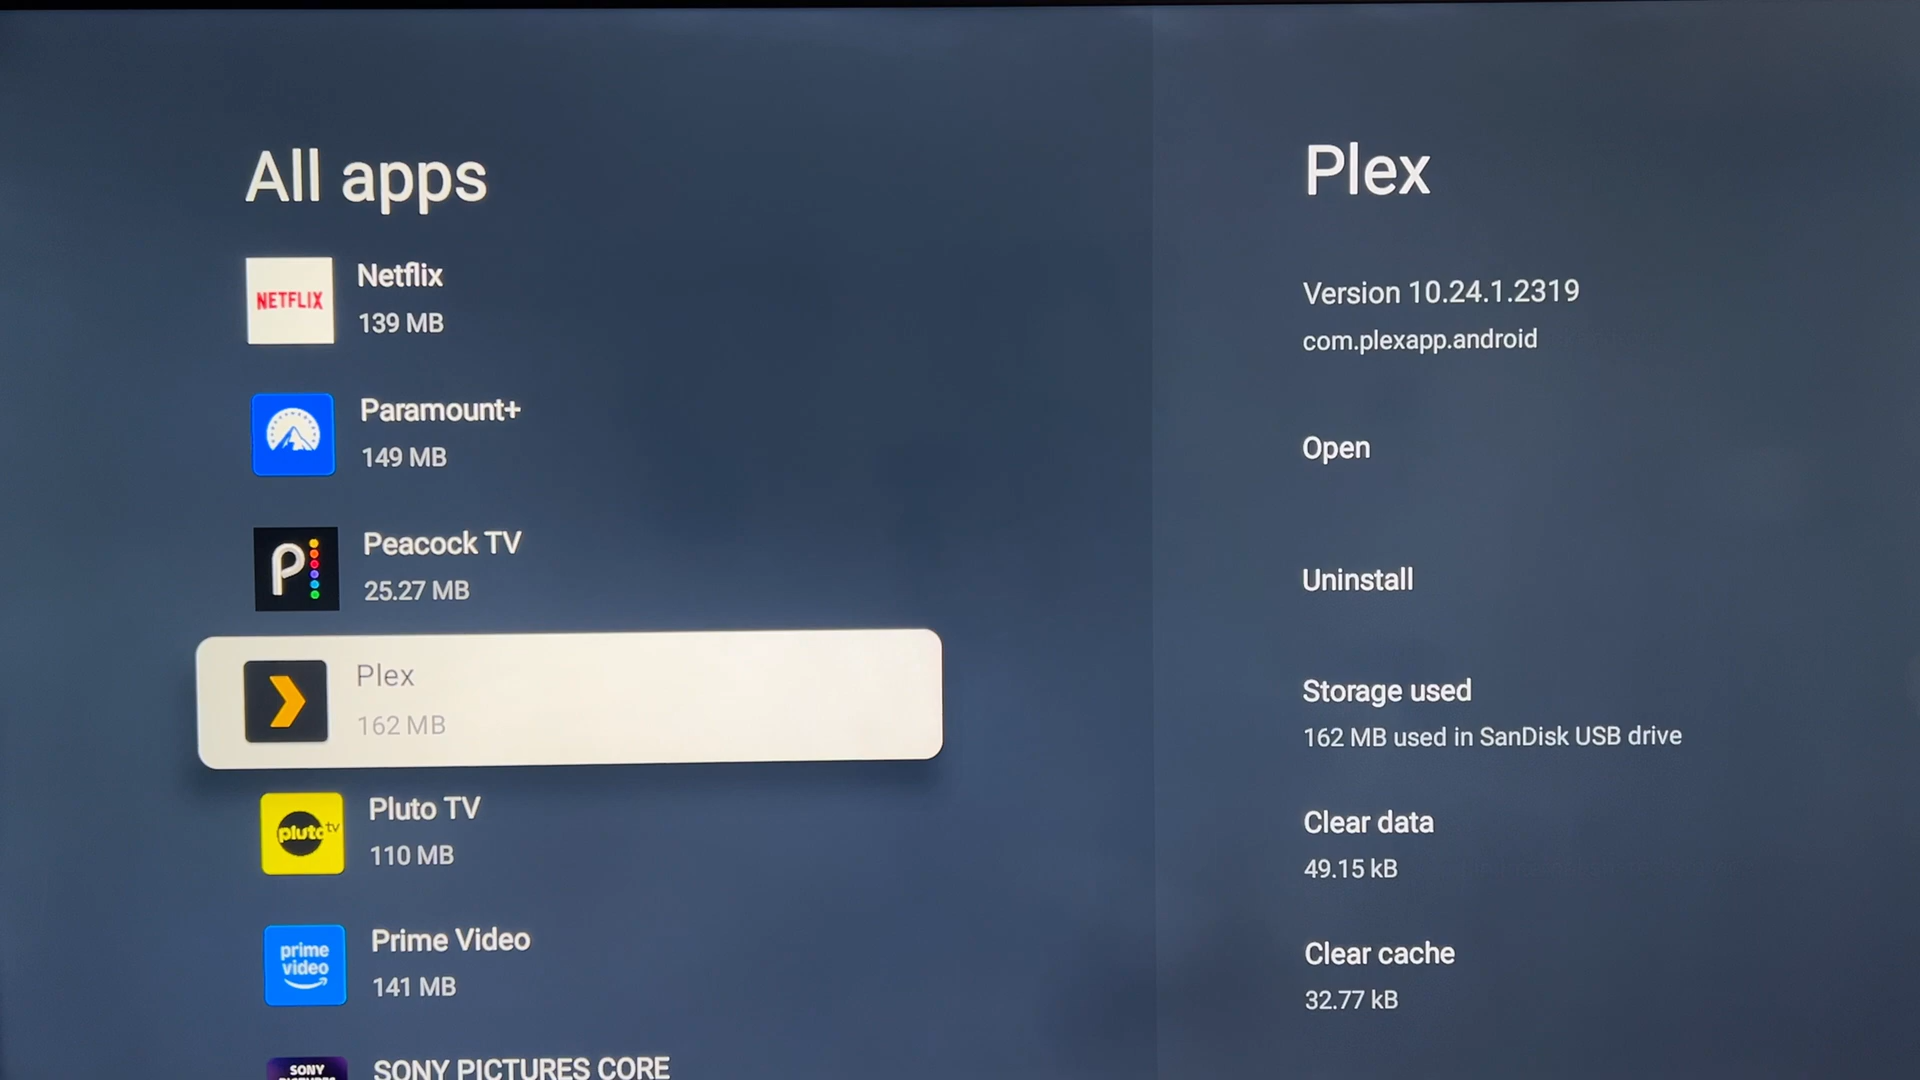 All apps
NETFLIX
Netflix
139 MB
Paramount+
149 MB
P
Peacock TV
25.27 MB
Plex
162 MB
pluto tv
Pluto TV
110 MB
prime
video
Prime Video
141 MB
SONY
PICTURES
SONY PICTURES CORE
Plex
Version 10.24.1.2319
com.plexapp.android
Open
Uninstall
Storage used
162 MB used in SanDisk USB drive
Clear data
49.15 kB
Clear cache
32.77 kB